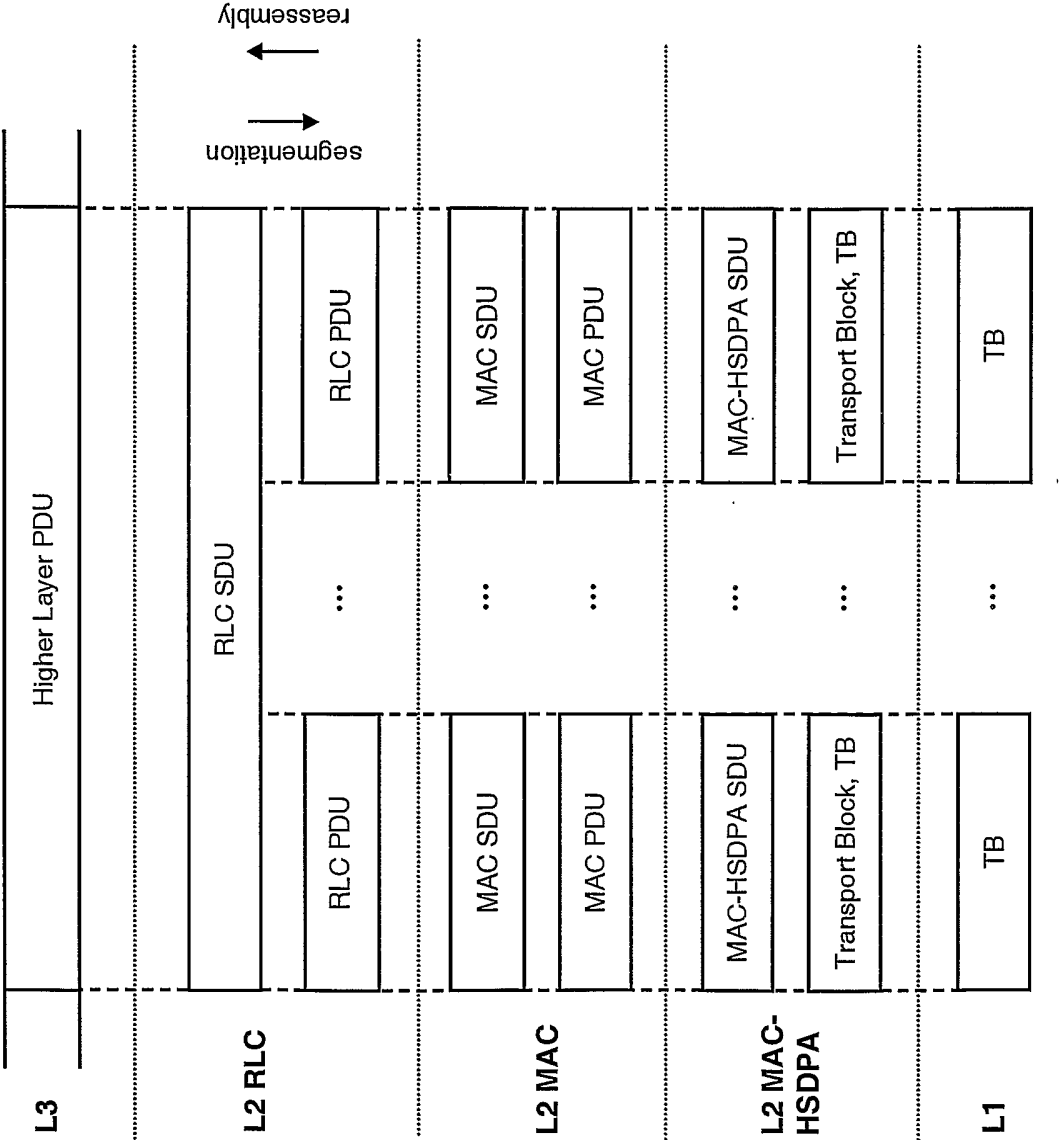 L3
Higher Layer PDU
L2 RLC
RLC SDU
RLC PDU
...
RLC PDU
segmentation
reassembly
L2 MAC
MAC SDU
...
MAC SDU
MAC PDU
...
MAC PDU
L2 MAC-
HSDPA
MAC-HSDPA SDU
...
MAC-HSDPA SDU
Transport Block, TB
...
Transport Block, TB
L1
TB
...
TB